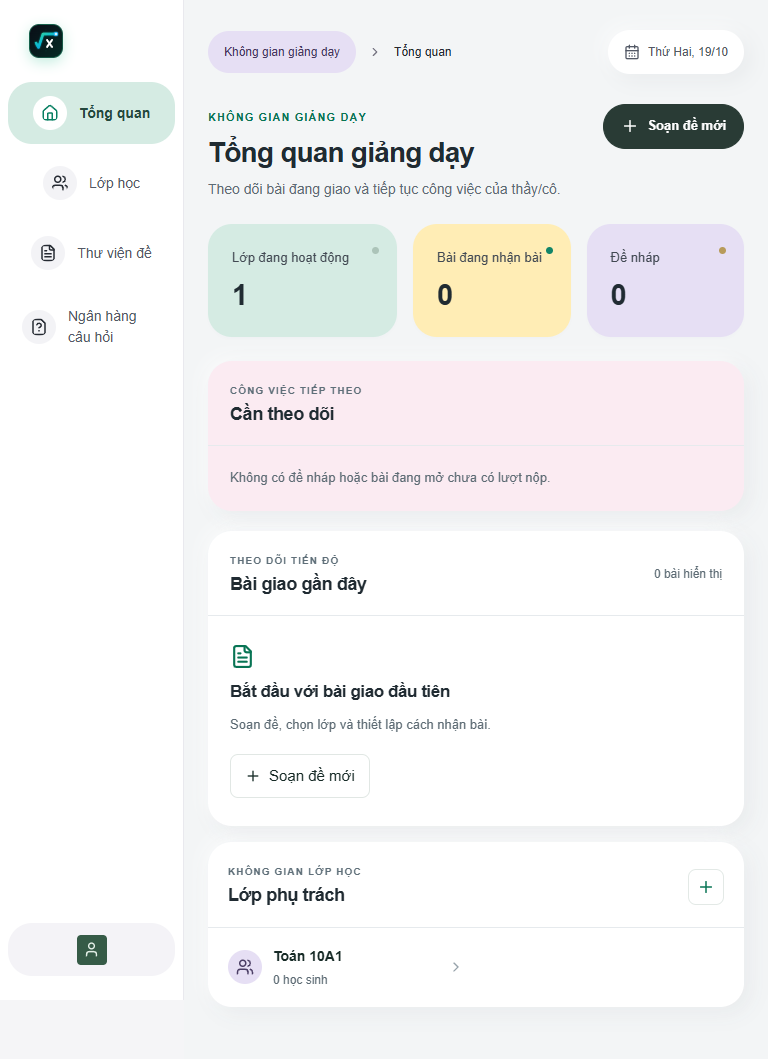 x
Tổng quan
Lớp học
Thư viện đề
Ngân hàng
câu hỏi
Không gian giảng dạy
Tổng quan
Thứ Hai, 19/10
KHÔNG GIAN GIẢNG DẠY
Tổng quan giảng dạy
Theo dõi bài đang giao và tiếp tục công việc của thầy/cô.
Soạn đề mới
Lớp đang hoạt động
1
Bài đang nhận bài
0
Đề nháp
0
CÔNG VIỆC TIẾP THEO
Cần theo dõi
Không có đề nháp hoặc bài đang mở chưa có lượt nộp.
THEO DÕI TIẾN ĐỘ
Bài giao gần đây
0 bài hiển thị
Bắt đầu với bài giao đầu tiên
Soạn đề, chọn lớp và thiết lập cách nhận bài.
Soạn đề mới
KHÔNG GIAN LỚP HỌC
Lớp phụ trách
Toán 10A1
0 học sinh